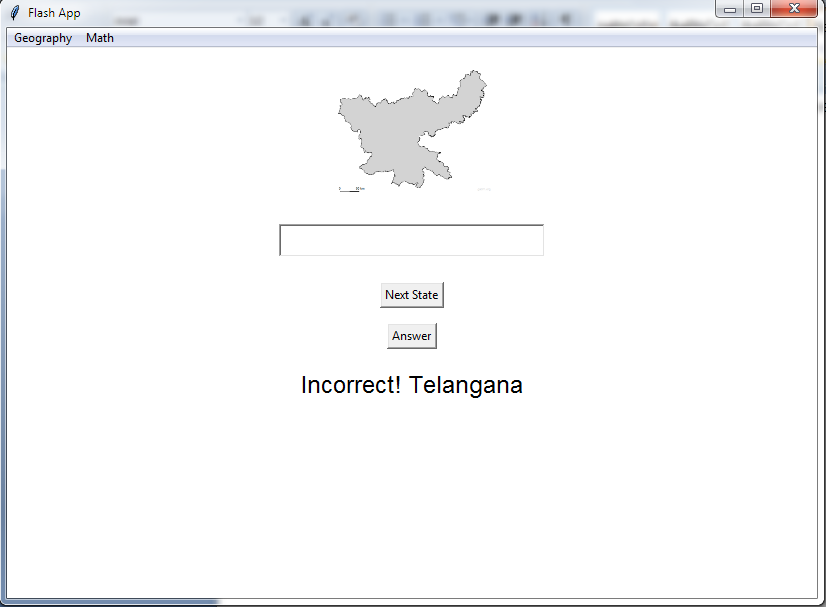 Flash App
Geography Math
Next State
Answer
Incorrect! Telangana